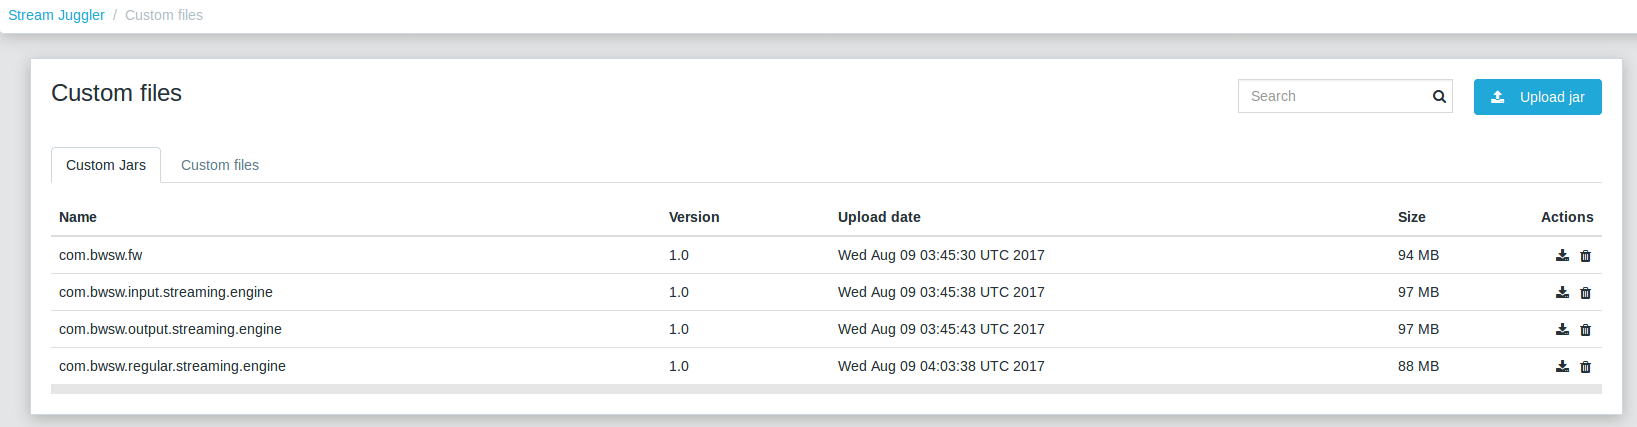 Stream Juggler / Custom files
Custom files
Search
Upload jar
Custom Jars Custom files
Name Version Upload date Size Actions
com.bwsw.fw 1.0 Wed Aug 09 03:45:30 UTC 2017 94 MB
com.bwsw.input.streaming.engine 1.0 Wed Aug 09 03:45:38 UTC 2017 97 MB
com.bwsw.output.streaming.engine 1.0 Wed Aug 09 03:45:43 UTC 2017 97 MB
com.bwsw.regular.streaming.engine 1.0 Wed Aug 09 04:03:38 UTC 2017 88 MB